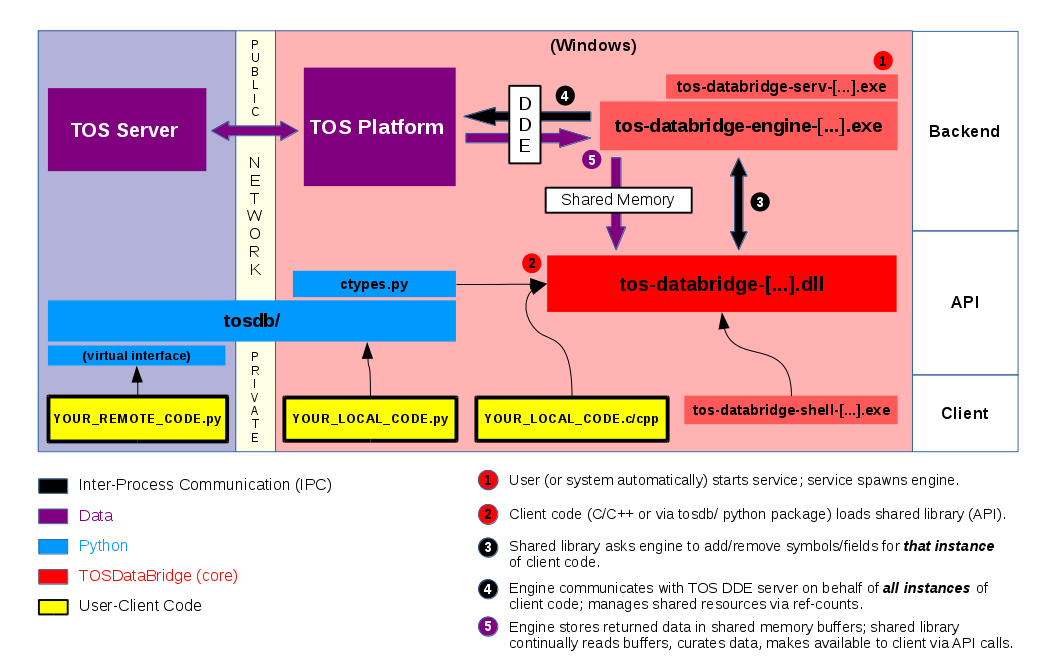 (Windows)
PUBLIC
NETWORK
PRIVATE
TOS Server
TOS Platform
DDE
4
5
1
tos-databridge-serv-[...].exe
tos-databridge-engine-[...].exe
Shared Memory
3
Backend
2
tos-databridge-[...].dll
API
ctypes.py
tosdb/
(virtual interface)
YOUR_REMOTE_CODE.py
YOUR_LOCAL_CODE.py
YOUR_LOCAL_CODE.c/cpp
tos-databridge-shell-[...].exe
Client
Inter-Process Communication (IPC)
Data
Python
TOSDataBridge (core)
User-Client Code
1 User (or system automatically) starts service; service spawns engine.
2 Client code (C/C++ or via tosdb/ python package) loads shared library (API).
3 Shared library asks engine to add/remove symbols/fields for that instance
of client code.
4 Engine communicates with TOS DDE server on behalf of all instances of
client code; manages shared resources via ref-counts.
5 Engine stores returned data in shared memory buffers; shared library
continually reads buffers, curates data, makes available to client via API calls.